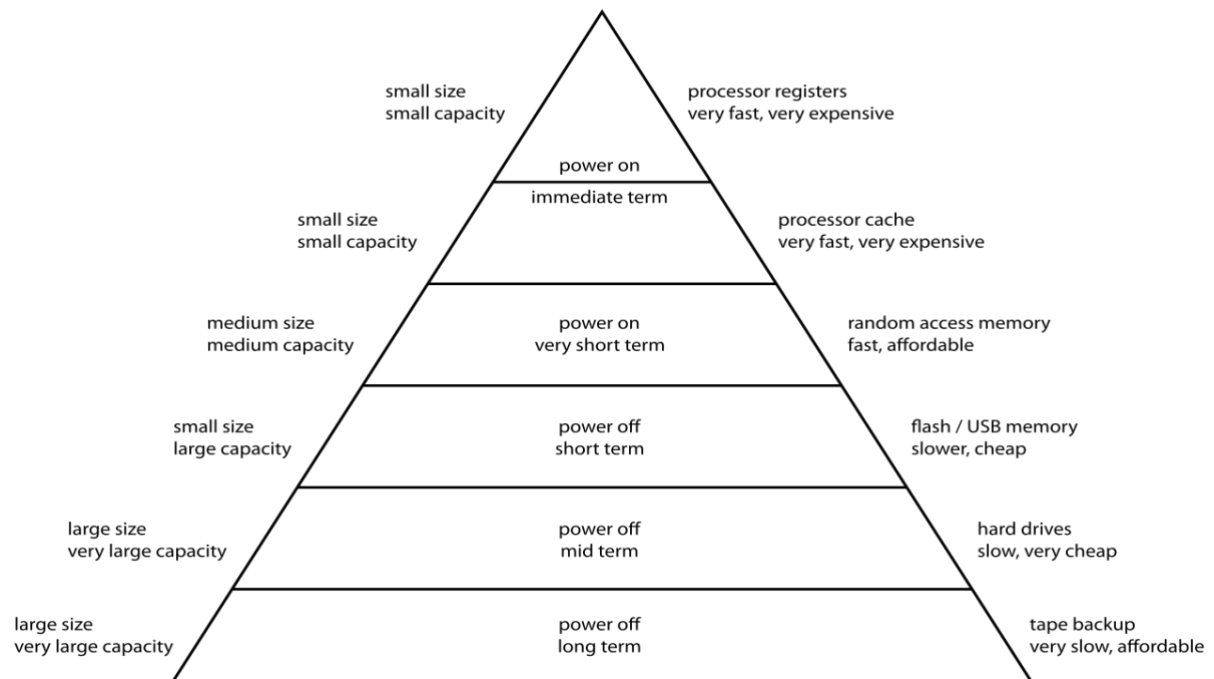 small size
small capacity
processor registers
very fast, very expensive
power on
immediate term
small size
small capacity
processor cache
very fast, very expensive
medium size
medium capacity
power on
very short term
random access memory
fast, affordable
small size
large capacity
power off
short term
flash / USB memory
slower, cheap
large size
very large capacity
power off
mid term
hard drives
slow, very cheap
large size
very large capacity
power off
long term
tape backup
very slow, affordable